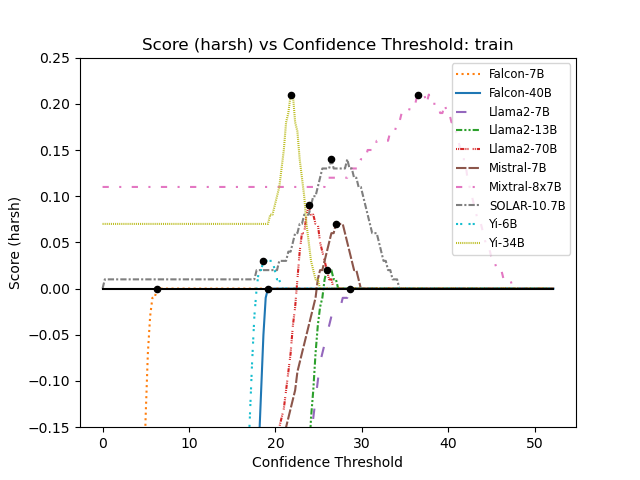 Score (harsh) vs Confidence Threshold: train
Score (harsh)
0.25
0.20
0.15
0.10
0.05
0.00
−0.05
−0.10
−0.15
0 10 20 30 40 50
Confidence Threshold
Falcon-7B
Falcon-40B
Llama2-7B
Llama2-13B
Llama2-70B
Mistral-7B
Mixtral-8x7B
SOLAR-10.7B
Yi-6B
Yi-34B